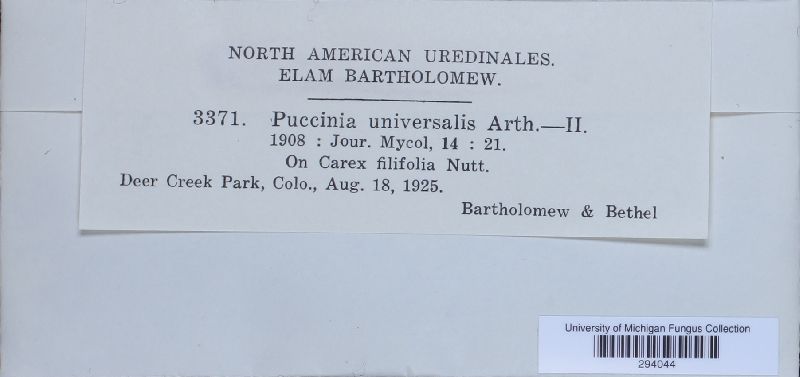 NORTH AMERICAN UREDINALES.
ELAM BARTHOLOMEW.
3371. Puccinia universalis Arth.—II.
1908 : Jour. Mycol, 14 : 21.
On Carex filifolia Nutt.
Deer Creek Park, Colo., Aug. 18, 1925.
Bartholomew & Bethel
University of Michigan Fungus Collection
294044